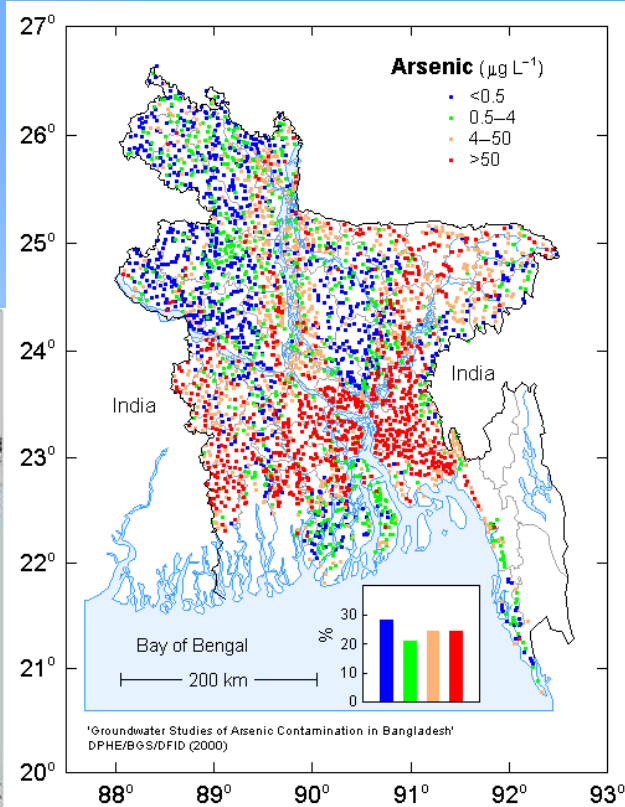 27°
26°
25°
24°
23°
22°
21°
20°
Arsenic (µg L⁻¹)
<0.5
0.5–4
4–50
>50
India
India
Bay of Bengal
200 km
%
30
20
10
0
'Groundwater Studies of Arsenic Contamination in Bangladesh'
DPHE/BGS/DFID (2000)
88° 89° 90° 91° 92° 93°